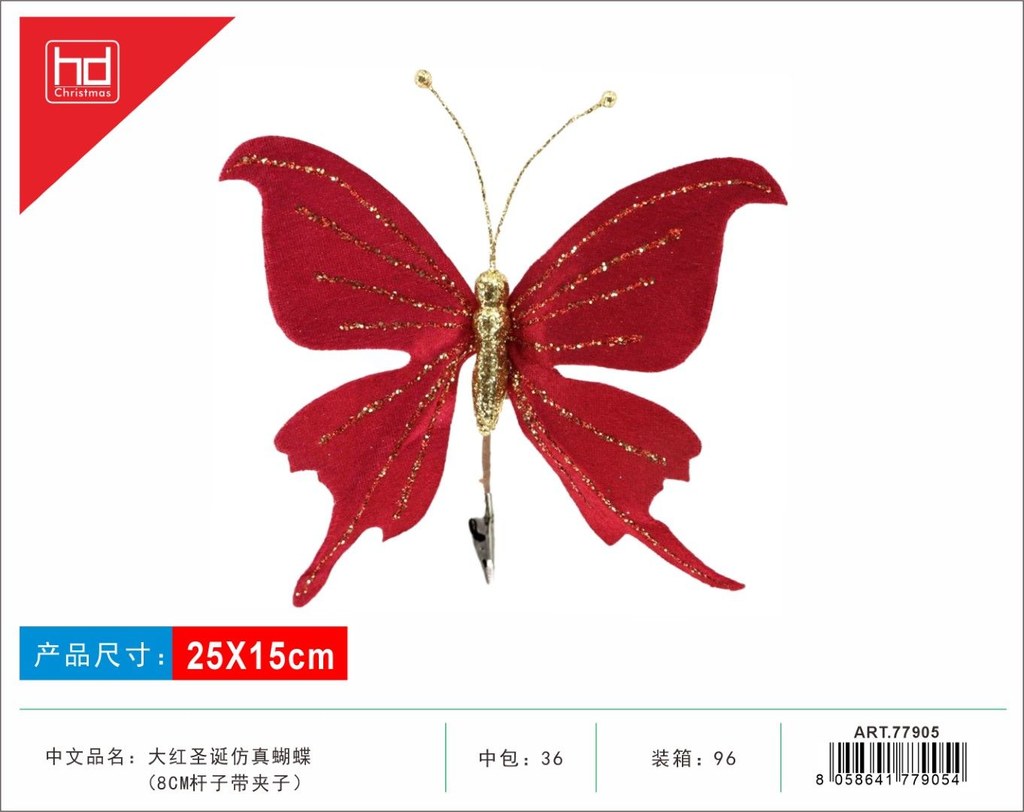 hd
Christmas
产品尺寸: 25X15cm
中文品名: 大红圣诞仿真蝴蝶
(8CM杆子带夹子)
中包: 36
装箱: 96
ART.77905
8 058641 779054